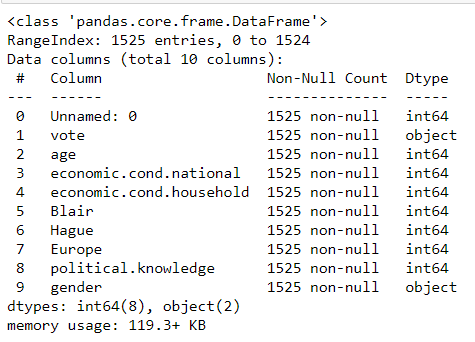 <class 'pandas.core.frame.DataFrame'>
RangeIndex: 1525 entries, 0 to 1524
Data columns (total 10 columns):
 #   Column                   Non-Null Count  Dtype
---  ------                   --------------  -----
 0   Unnamed: 0               1525 non-null   int64
 1   vote                     1525 non-null   object
 2   age                      1525 non-null   int64
 3   economic.cond.national   1525 non-null   int64
 4   economic.cond.household  1525 non-null   int64
 5   Blair                    1525 non-null   int64
 6   Hague                    1525 non-null   int64
 7   Europe                   1525 non-null   int64
 8   political.knowledge      1525 non-null   int64
 9   gender                   1525 non-null   object
dtypes: int64(8), object(2)
memory usage: 119.3+ KB